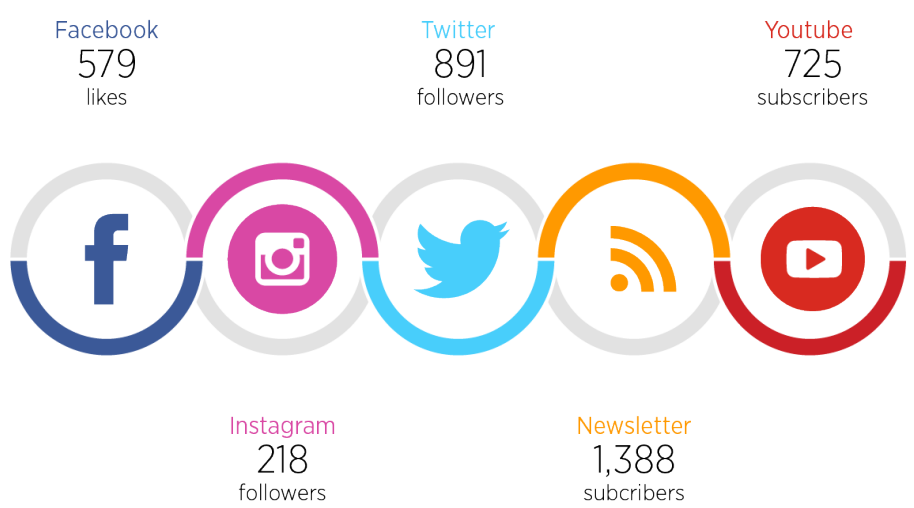 Facebook
579
likes
Twitter
891
followers
Youtube
725
subscribers
Instagram
218
followers
Newsletter
1,388
subcribers